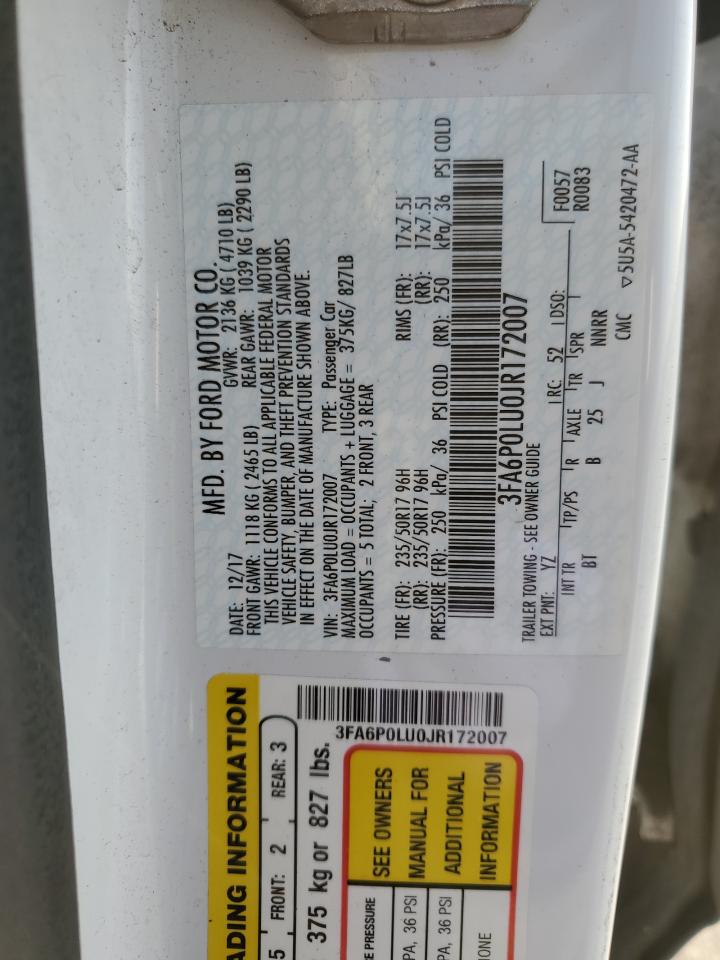 MFD. BY FORD MOTOR CO.
DATE: 12/17 GVWR: 2136 KG ( 4710 LB)
FRONT GAWR: 1118 KG ( 2465 LB) REAR GAWR: 1039 KG ( 2290 LB)
THIS VEHICLE CONFORMS TO ALL APPLICABLE FEDERAL MOTOR
VEHICLE SAFETY, BUMPER, AND THEFT PREVENTION STANDARDS
IN EFFECT ON THE DATE OF MANUFACTURE SHOWN ABOVE.
VIN: 3FA6P0LU0JR172007 TYPE: Passenger Car
MAXIMUM LOAD = OCCUPANTS + LUGGAGE = 375KG/ 827LB
OCCUPANTS = 5 TOTAL; 2 FRONT, 3 REAR
TIRE (FR): 235/50R17 96H RIMS (FR): 17x7.5J
(RR): 235/50R17 96H (RR): 17x7.5J
PRESSURE (FR): 250 kPa/ 36 PSI COLD (RR): 250 kPa/ 36 PSI COLD
3FA6P0LU0JR172007
TRAILER TOWING - SEE OWNER GUIDE
EXT PNT: YZ RC: 52 DSO: F0057
R0083
INT TR TP/PS R AXLE TR SPR
BT B 25 J NNRR
CMC ▽5U5A-5420472-AA
ADING INFORMATION
5 FRONT: 2 REAR: 3
375 kg or 827 lbs.
3FA6P0LU0JR172007
E PRESSURE
PA, 36 PSI
PA, 36 PSI
IONE
SEE OWNERS
MANUAL FOR
ADDITIONAL
INFORMATION